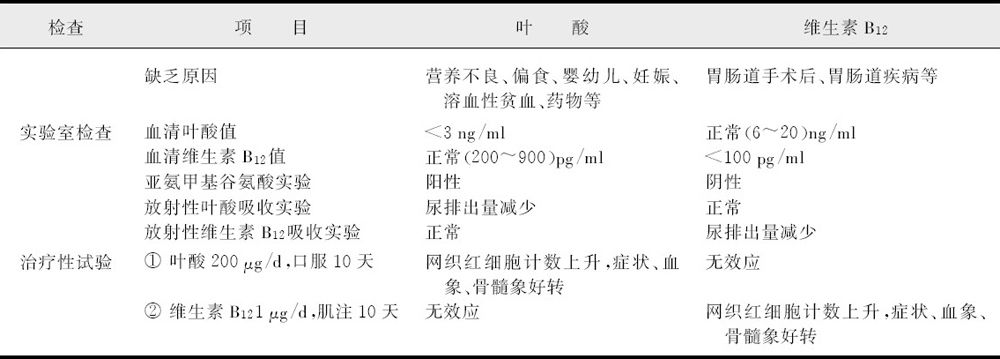 检查 项 目 叶 酸 维生素 B12
缺乏原因 营养不良、偏食、婴幼儿、妊娠、 胃肠道手术后、胃肠道疾病等
溶血性贫血、药物等
实验室检查 血清叶酸值 <3 ng/ml 正常(6~20)ng/ml
血清维生素 B12值 正常(200~900)pg/ml <100 pg/ml
亚氨甲基谷氨酸实验 阳性 阴性
放射性叶酸吸收实验 尿排出量减少 正常
放射性维生素 B12吸收实验 正常 尿排出量减少
治疗性试验 ① 叶酸 200 μg/d,口服 10 天 网织红细胞计数上升,症状、血 无效应
象、骨髓象好转
② 维生素 B12 1 μg/d,肌注 10 天 无效应 网织红细胞计数上升,症状、血象、
骨髓象好转